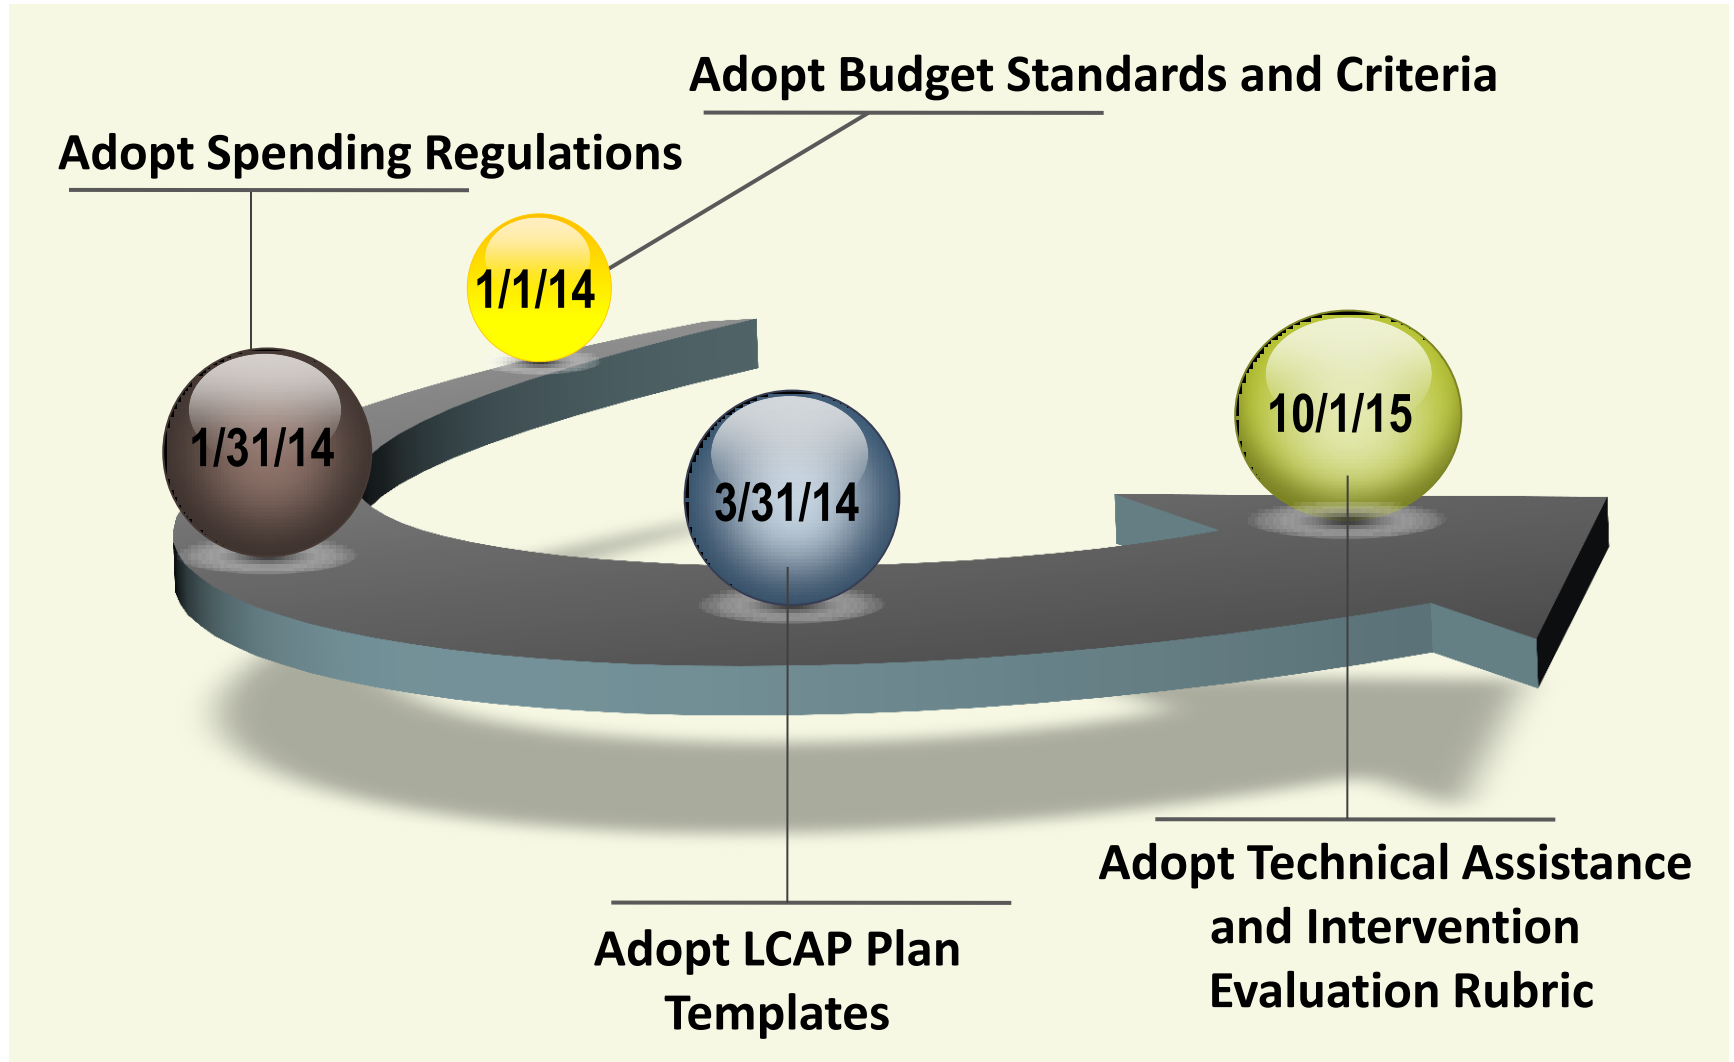 Adopt Budget Standards and Criteria
Adopt Spending Regulations
1/1/14
1/31/14
3/31/14
10/1/15
Adopt Technical Assistance
and Intervention
Evaluation Rubric
Adopt LCAP Plan
Templates